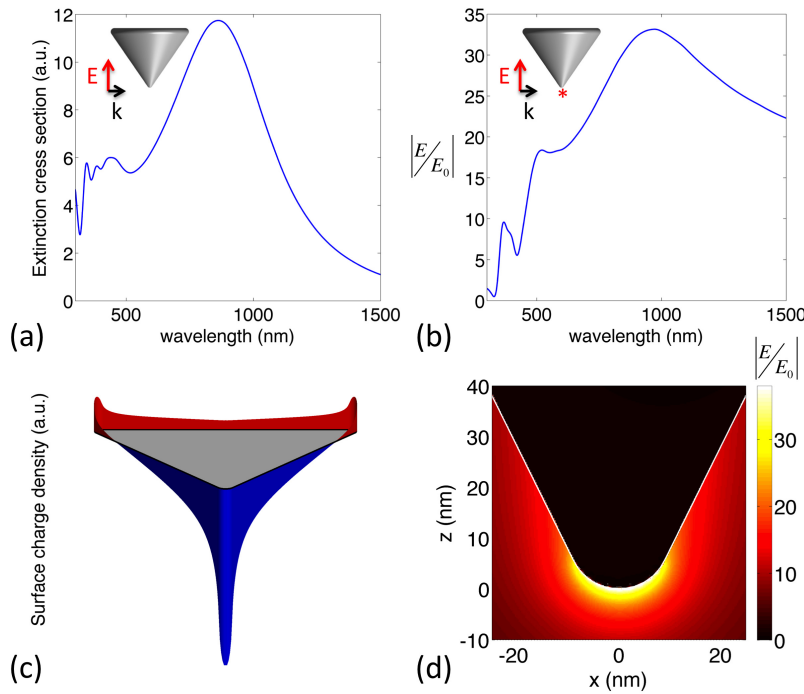 12
10
8
6
4
2
0
Extinction cress section (a.u.)
E
k
500
1000
1500
wavelength (nm)
(a)
35
30
25
20
15
10
5
0
|E/E₀|
E
k
*
500
1000
1500
wavelength (nm)
(b)
Surface charge density (a.u.)
(c)
|E/E₀|
40
30
20
10
0
-10
z (nm)
-20
0
20
x (nm)
30
20
10
0
(d)